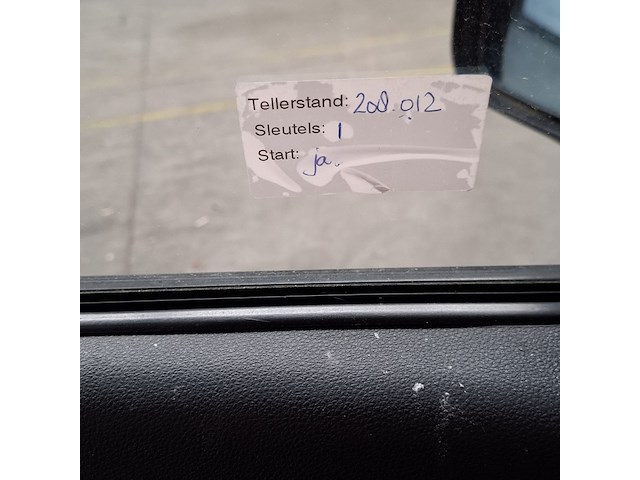 Tellerstand: 208.012
Sleutels: 1
Start: ja.